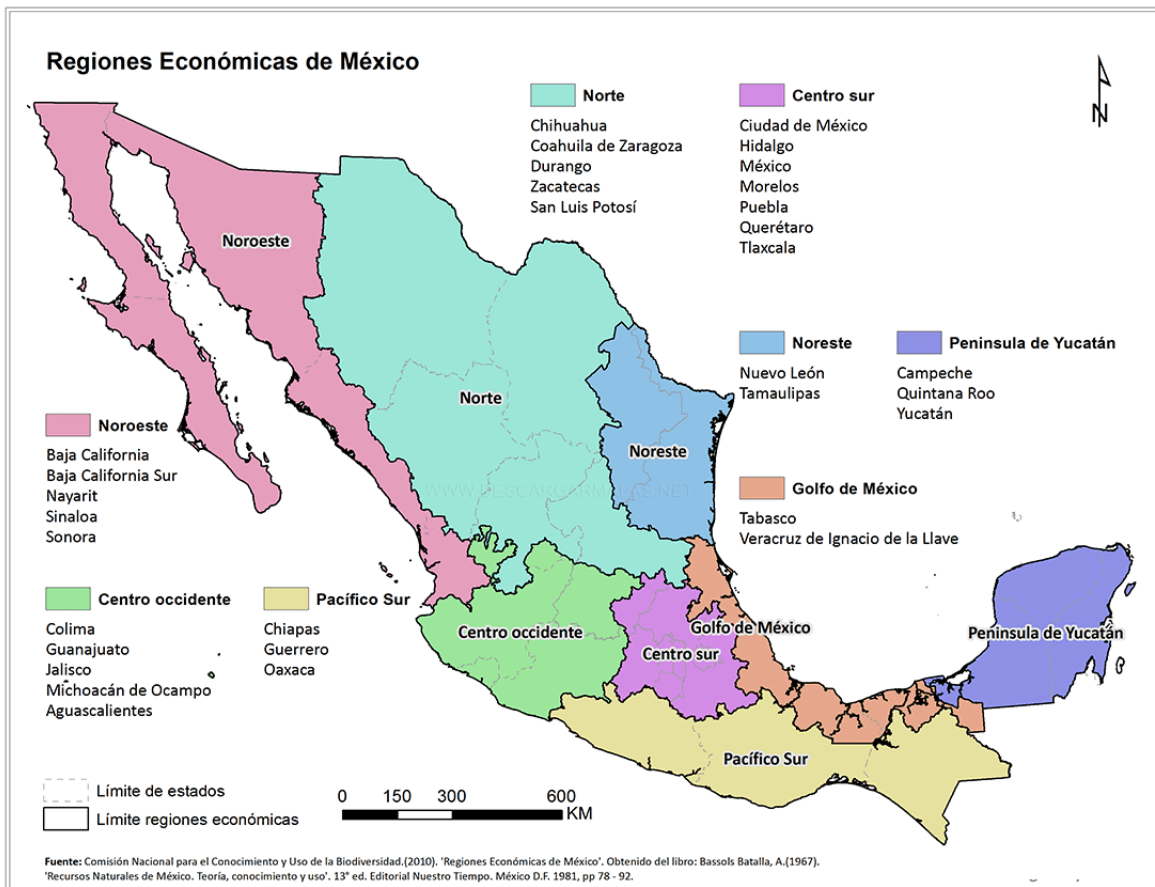 Regiones Económicas de México
Norte
Chihuahua
Coahuila de Zaragoza
Durango
Zacatecas
San Luis Potosí
Centro sur
Ciudad de México
Hidalgo
México
Morelos
Puebla
Querétaro
Tlaxcala
N
Noroeste
Norte
Noreste
Nuevo León
Tamaulipas
Peninsula de Yucatán
Campeche
Quintana Roo
Yucatán
Noroeste
Baja California
Baja California Sur
Nayarit
Sinaloa
Sonora
Noreste
WWW.DESCARGARMAPAS.NET
Golfo de México
Tabasco
Veracruz de Ignacio de la Llave
Centro occidente
Colima
Guanajuato
Jalisco
Michoacán de Ocampo
Aguascalientes
Pacífico Sur
Chiapas
Guerrero
Oaxaca
Centro occidente
Centro sur
Golfo de México
Peninsula de Yucatán
Pacífico Sur
Límite de estados
Límite regiones económicas
0 150 300 600
KM
Fuente: Comisión Nacional para el Conocimiento y Uso de la Biodiversidad.(2010). 'Regiones Económicas de México'. Obtenido del libro: Bassols Batalla, A.(1967).
'Recursos Naturales de México. Teoría, conocimiento y uso'. 13° ed. Editorial Nuestro Tiempo. México D.F. 1981, pp 78 - 92.